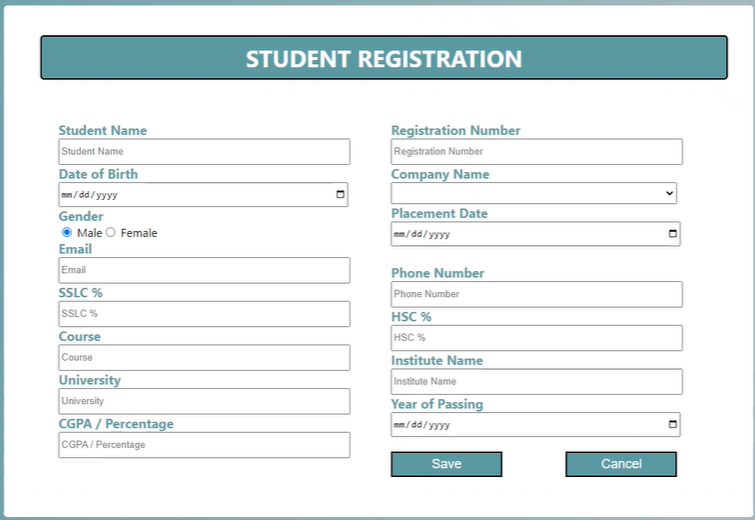 STUDENT REGISTRATION
Student Name
Student Name
Date of Birth
mm/dd/yyyy
Gender
Male Female
Email
Email
SSLC %
SSLC %
Course
Course
University
University
CGPA / Percentage
CGPA / Percentage
Registration Number
Registration Number
Company Name
Placement Date
mm/dd/yyyy
Phone Number
Phone Number
HSC %
HSC %
Institute Name
Institute Name
Year of Passing
mm/dd/yyyy
Save Cancel